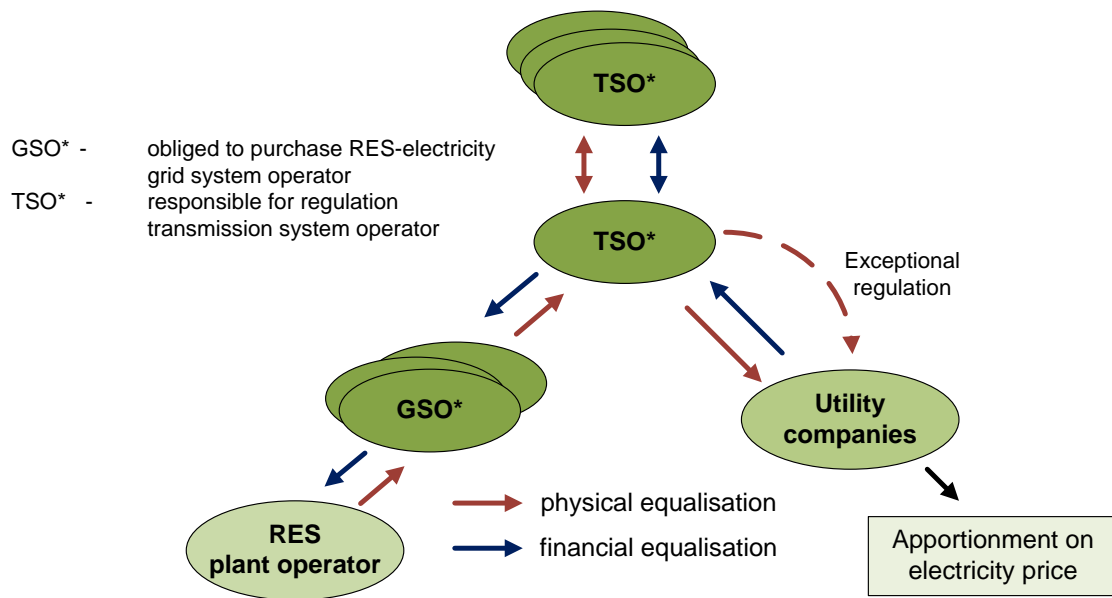 TSO*
GSO* - obliged to purchase RES-electricity
grid system operator
TSO* - responsible for regulation
transmission system operator
TSO*
Exceptional
regulation
GSO*
Utility
companies
RES
plant operator
physical equalisation
financial equalisation
Apportionment on
electricity price